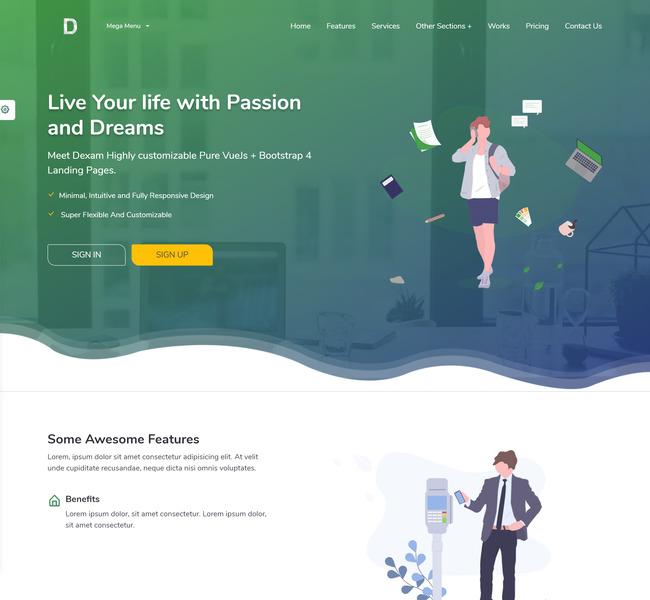 D
Mega Menu
Home Features Services Other Sections + Works Pricing Contact Us
Live Your life with Passion
and Dreams
Meet Dexam Highly customizable Pure VueJs + Bootstrap 4
Landing Pages.
Minimal, Intuitive and Fully Responsive Design
Super Flexible And Customizable
SIGN IN SIGN UP
Some Awesome Features
Lorem, ipsum dolor sit amet consectetur adipisicing elit. At velit
unde cupiditate recusandae, neque dicta nisi omnis voluptates.
Benefits
Lorem ipsum dolor, sit amet consectetur. Lorem ipsum dolor,
sit amet consectetur.